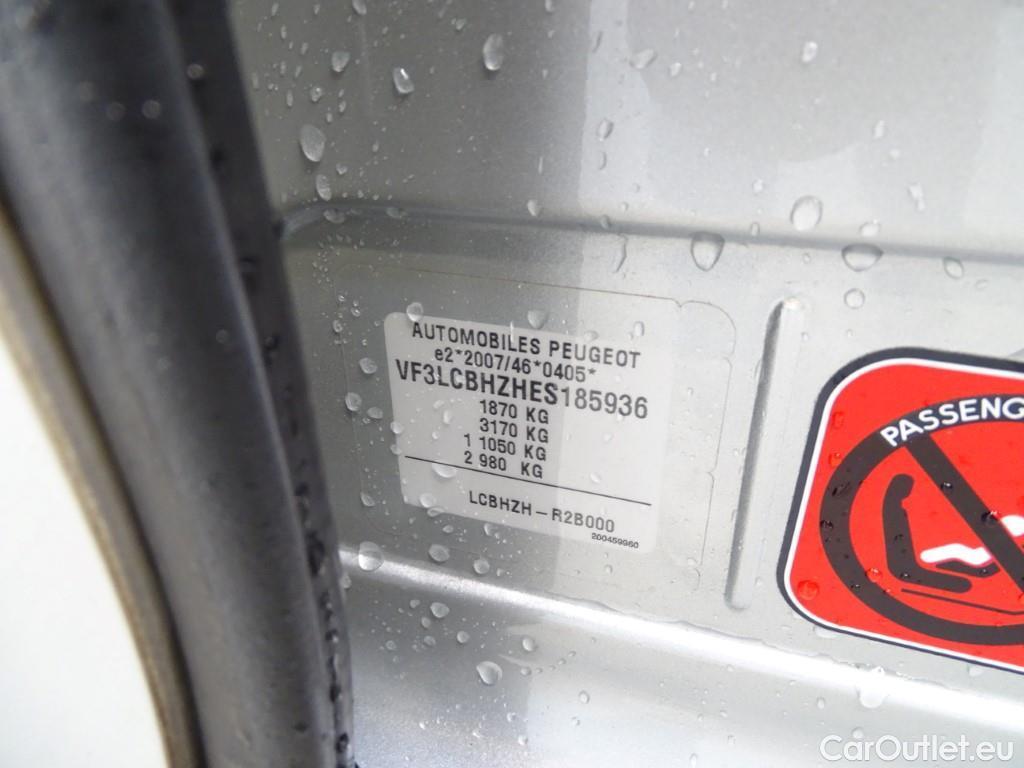 AUTOMOBILES PEUGEOT
e2*2007/46*0405*
VF3LCBHZHES185936
1870 KG
3170 KG
1 1050 KG
2 980 KG
LCBHZH-R2B000
200459960
PASSENG
CarOutlet.eu